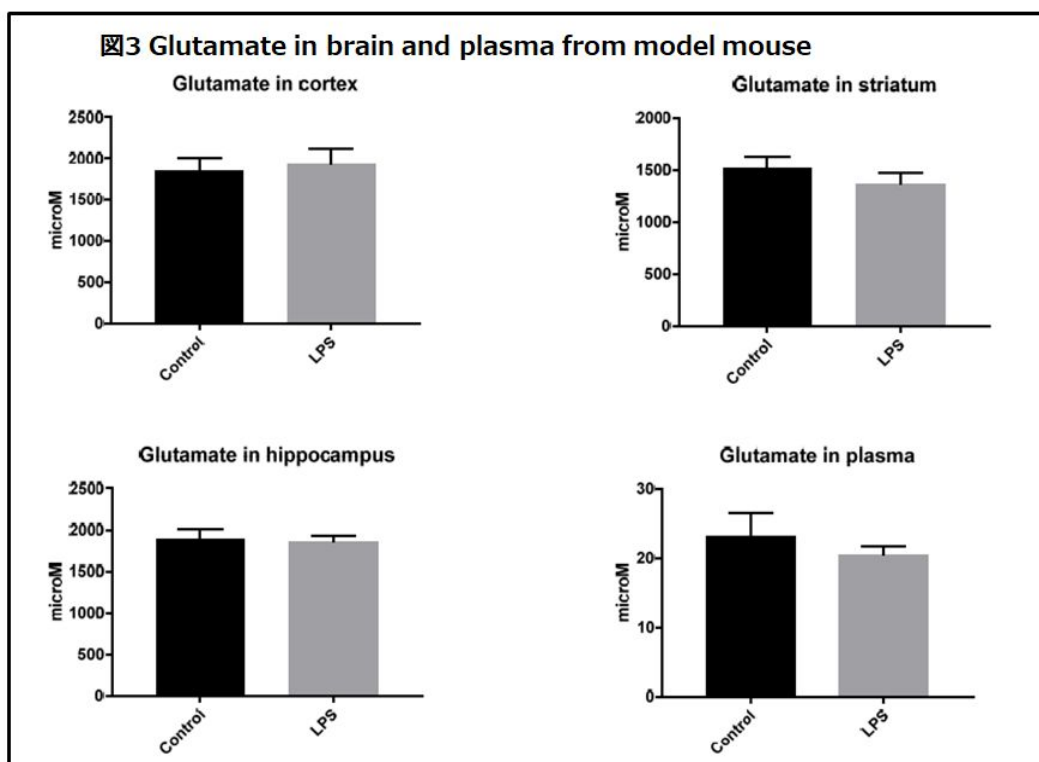 図3 Glutamate in brain and plasma from model mouse
Glutamate in cortex
2500
2000
1500
1000
500
0
microM
Control
LPS
Glutamate in striatum
2000
1500
1000
500
0
microM
Control
LPS
Glutamate in hippocampus
2500
2000
1500
1000
500
0
microM
Control
LPS
Glutamate in plasma
30
20
10
0
microM
Control
LPS